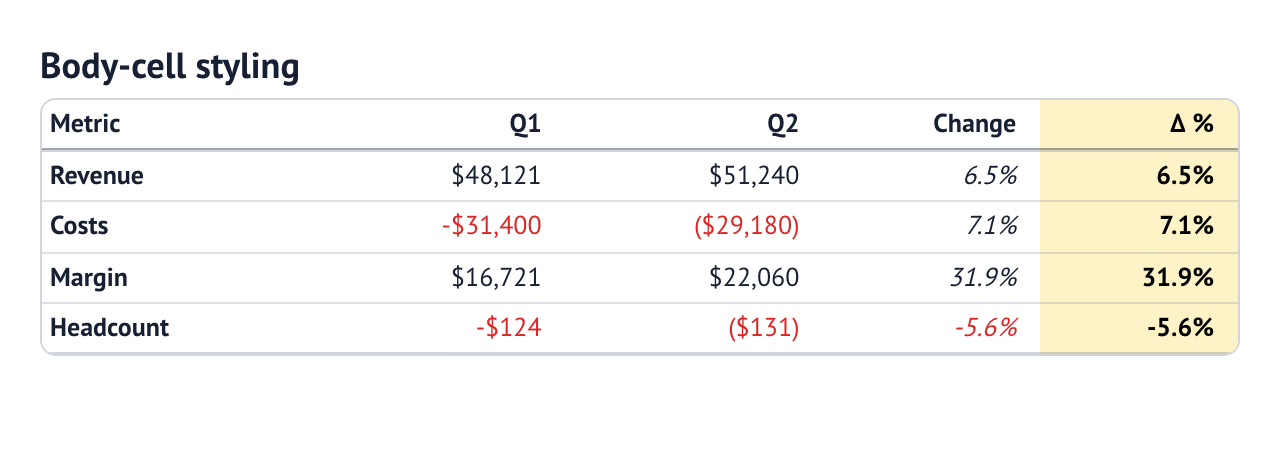 Body-cell styling
Metric Q1 Q2 Change Δ %
Revenue $48,121 $51,240 6.5% 6.5%
Costs -$31,400 ($29,180) 7.1% 7.1%
Margin $16,721 $22,060 31.9% 31.9%
Headcount -$124 ($131) -5.6% -5.6%